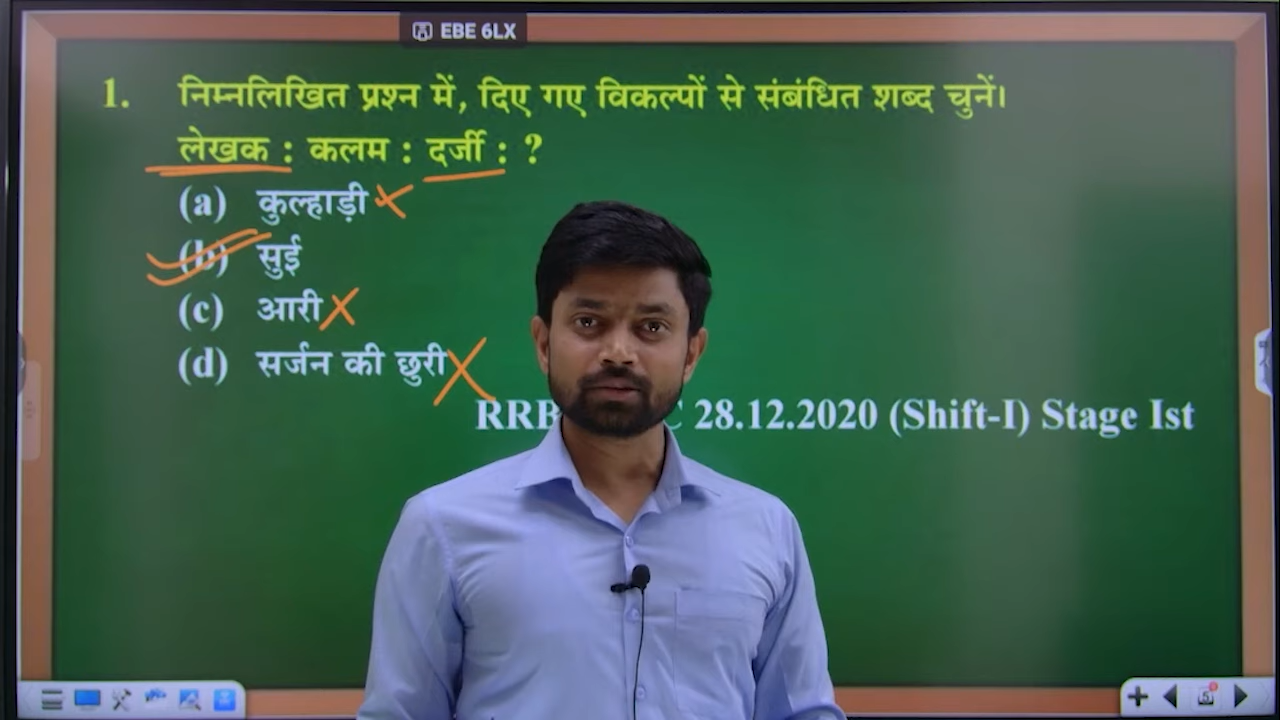 EBE 6LX
1. निम्नलिखित प्रश्न में, दिए गए विकल्पों से संबंधित शब्द चुनें।
लेखक : कलम : दर्जी : ?
(a) कुल्हाड़ी
(b) सुई
(c) आरी
(d) सर्जन की छुरी
28.12.2020 (Shift-I) Stage Ist